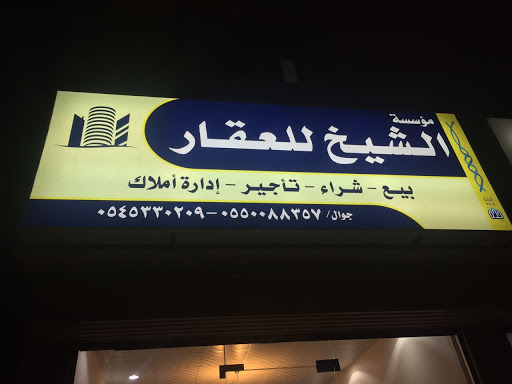 مؤسسة
الشيخ للعقار
بيع - شراء - تأجير - إدارة أملاك
جوال/ ٠٥٥٠٠٨٨٣٥٧-٠٥٤٥٣٣٠٢٠٩